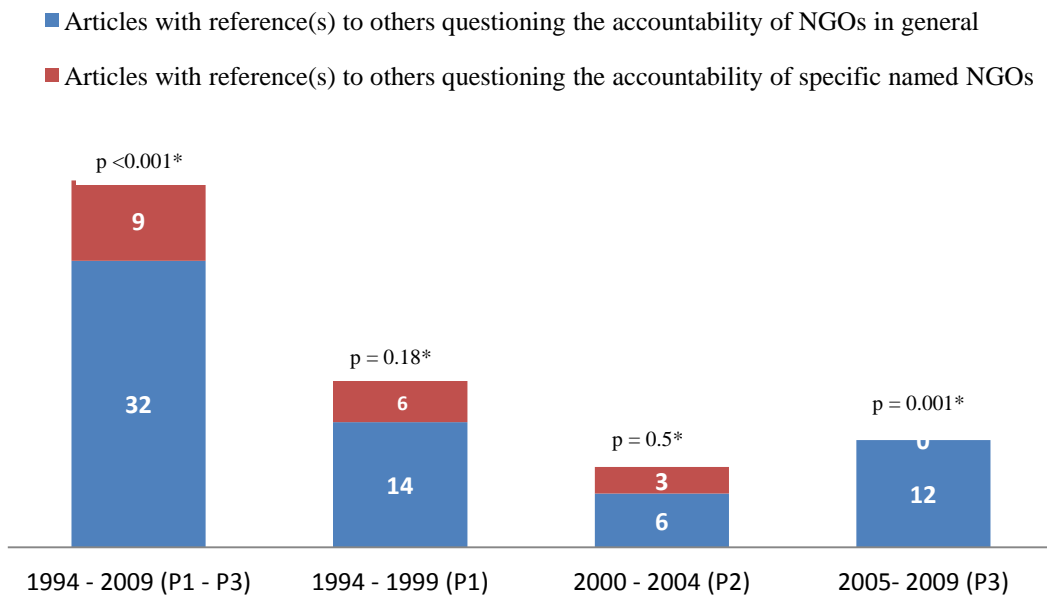 Articles with reference(s) to others questioning the accountability of NGOs in general
Articles with reference(s) to others questioning the accountability of specific named NGOs
p <0.001*
9
32
p = 0.18*
6
14
p = 0.5*
3
6
p = 0.001*
0
12
1994 - 2009 (P1 - P3)
1994 - 1999 (P1)
2000 - 2004 (P2)
2005- 2009 (P3)